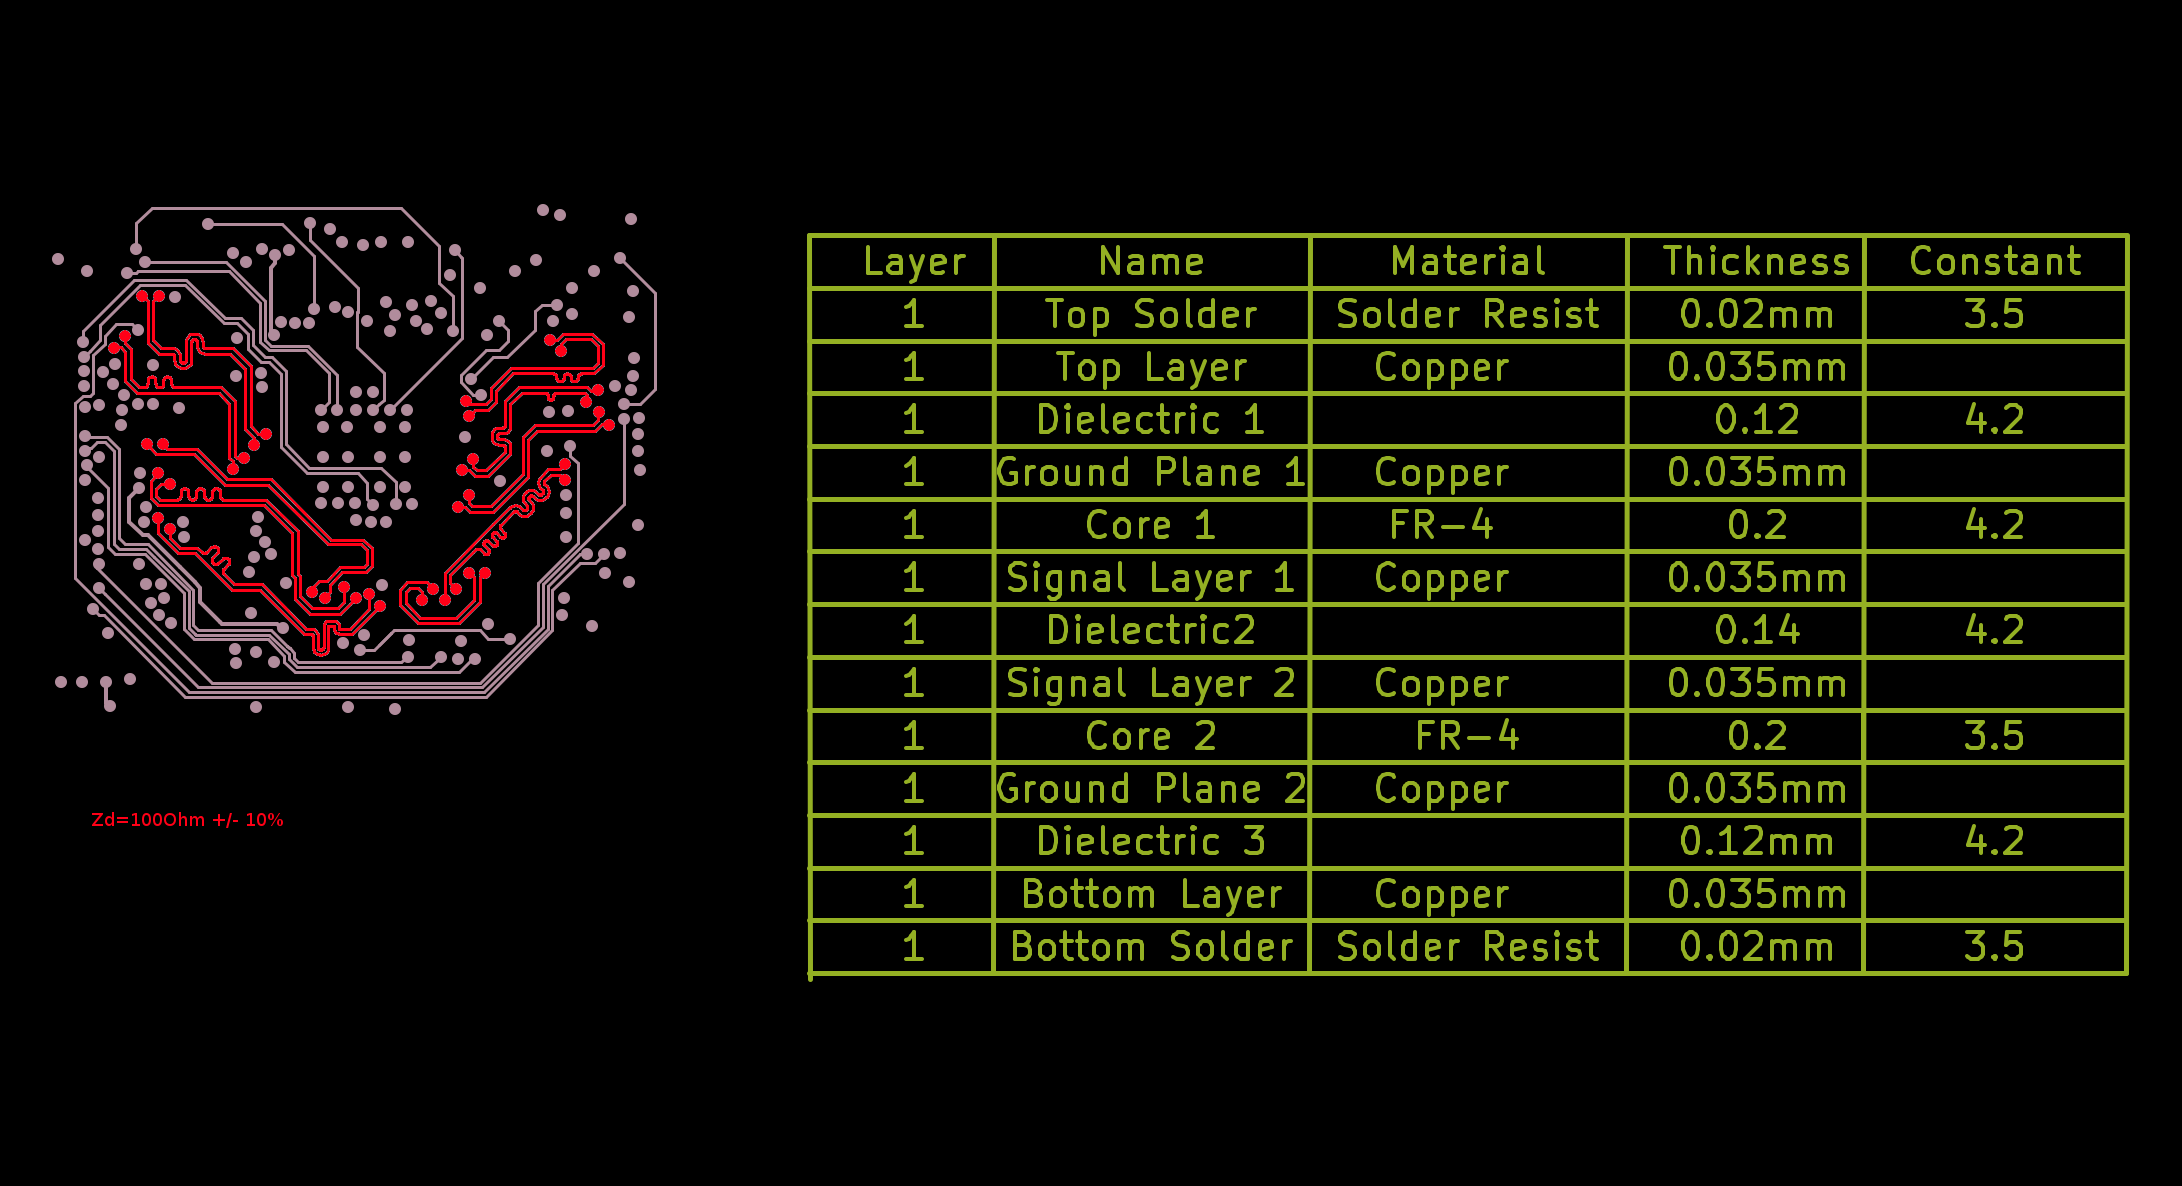 Layer Name Material Thickness Constant
1 Top Solder Solder Resist 0.02mm 3.5
1 Top Layer Copper 0.035mm
1 Dielectric 1 0.12 4.2
1 Ground Plane 1 Copper 0.035mm
1 Core 1 FR-4 0.2 4.2
1 Signal Layer 1 Copper 0.035mm
1 Dielectric2 0.14 4.2
1 Signal Layer 2 Copper 0.035mm
1 Core 2 FR-4 0.2 3.5
1 Ground Plane 2 Copper 0.035mm
1 Dielectric 3 0.12mm 4.2
1 Bottom Layer Copper 0.035mm
1 Bottom Solder Solder Resist 0.02mm 3.5
Zd=100Ohm +/- 10%